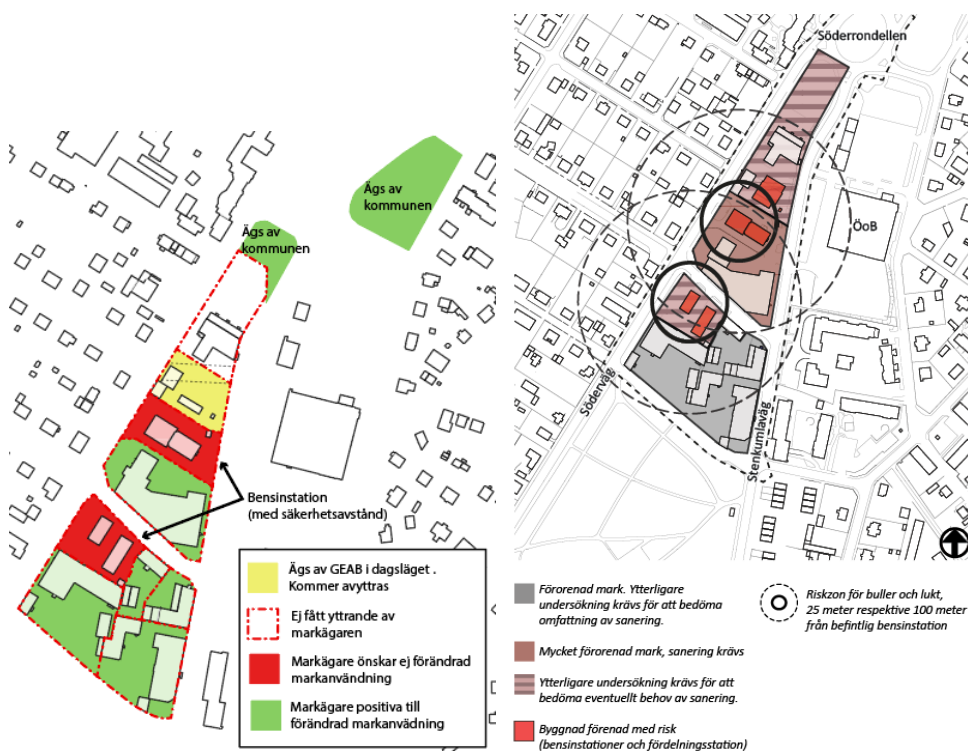 Ägs av
kommunen
Ägs av
kommunen
Bensinstation
(med säkerhetsavstånd)
Ägs av GEAB i dagsläget .
Kommer avyttras
Ej fått yttrande av
markägaren
Markägare önskar ej förändrad
markanvändning
Markägare positiva till
förändrad markanvädning
Söderrondellen
ÖoB
Söderväg
Stenkumlaväg
Förorenad mark. Ytterligare
undersökning krävs för att bedöma
omfattning av sanering.
Mycket förorenad mark, sanering krävs
Ytterligare undersökning krävs för att
bedöma eventuellt behov av sanering.
Byggnad förenad med risk
(bensinstationer och fördelningsstation)
Riskzon för buller och lukt,
25 meter respektive 100 meter
från befintlig bensinstation